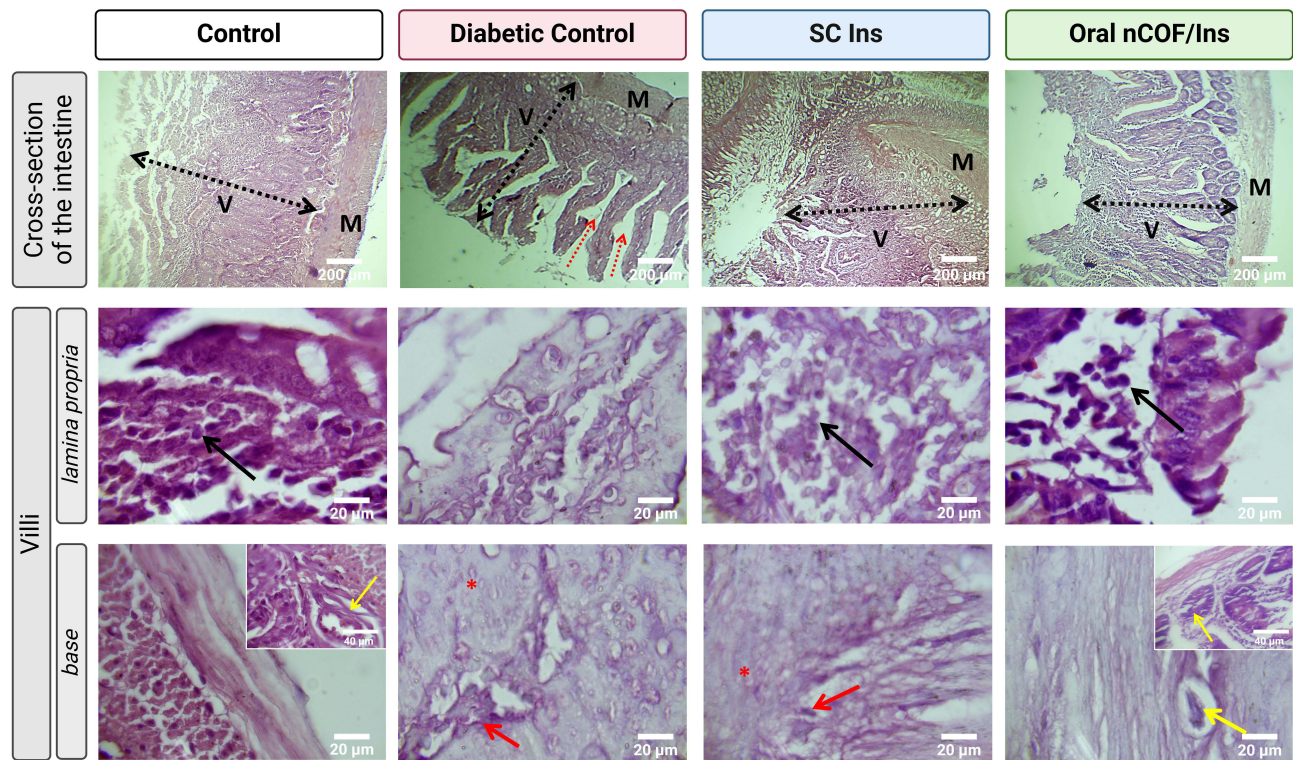 Control
Diabetic Control
SC Ins
Oral nCOF/Ins
Cross-section
of the intestine
V
M
200 µm
V
M
200 µm
V
M
200 µm
V
M
200 µm
Villi
lamina propria
20 µm
20 µm
20 µm
20 µm
base
40 µm
20 µm
*
20 µm
*
20 µm
40 µm
20 µm